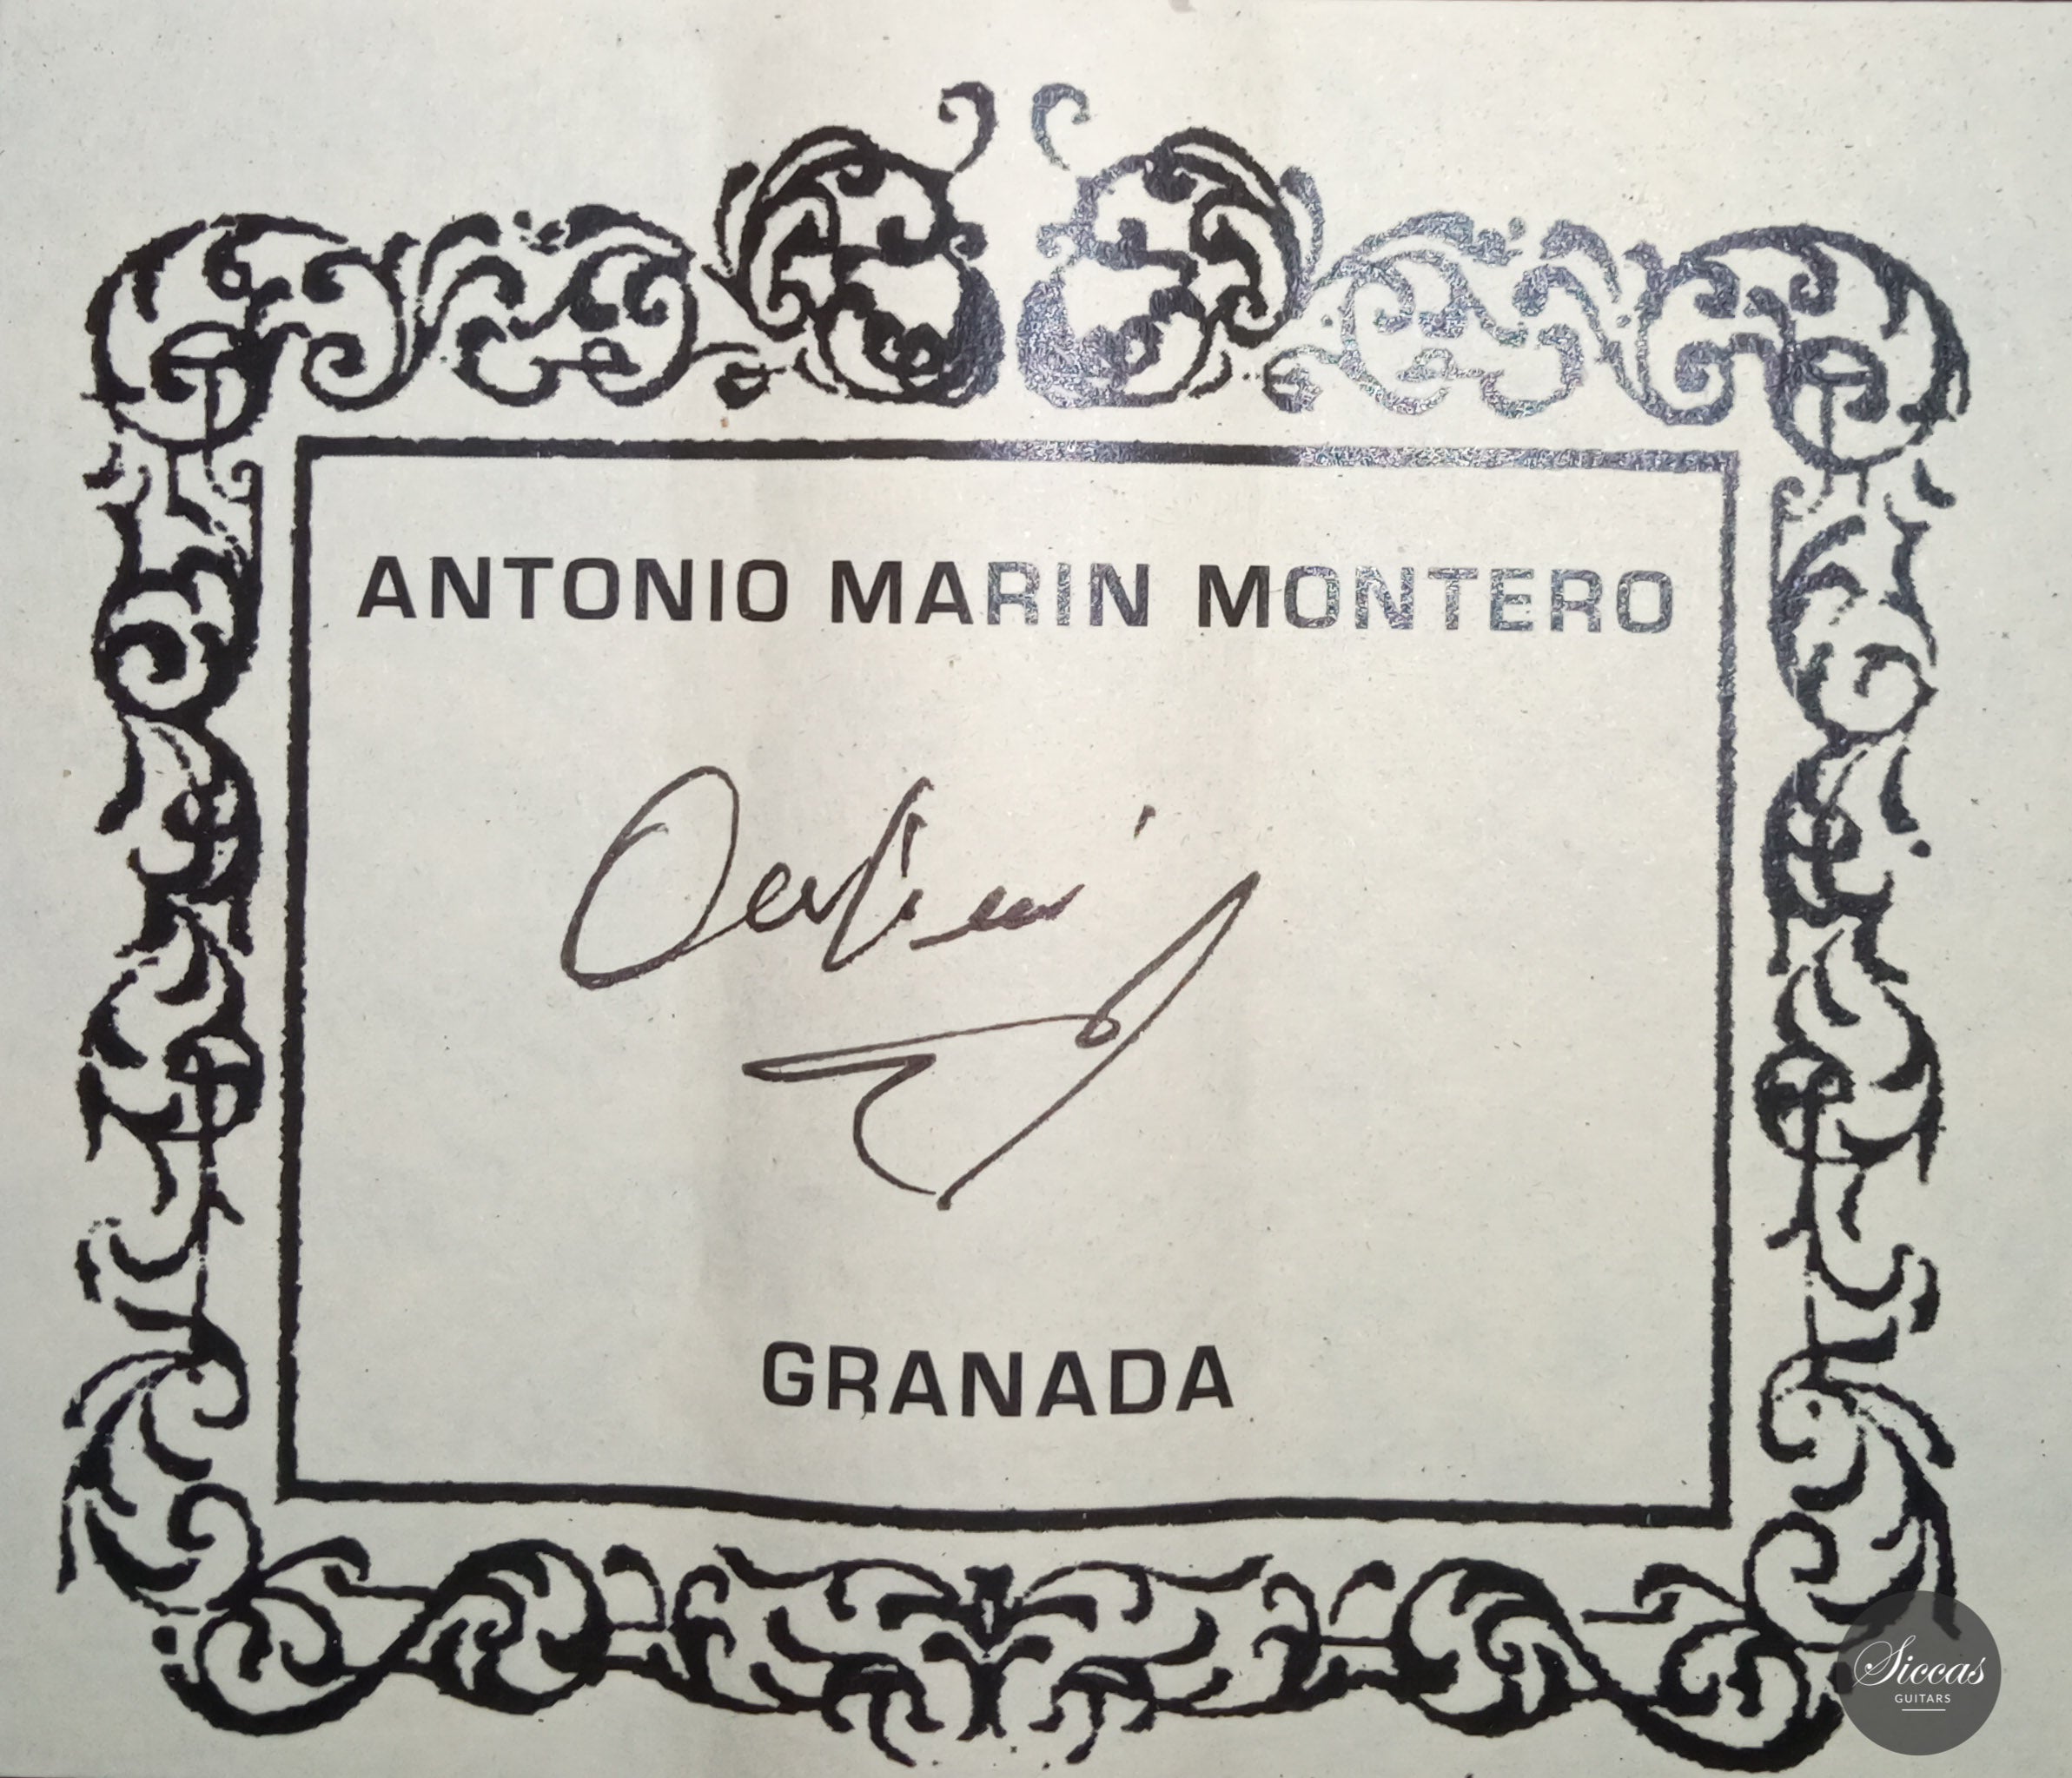 ANTONIO MARIN MONTERO
GRANADA
Siccas
GUITARS